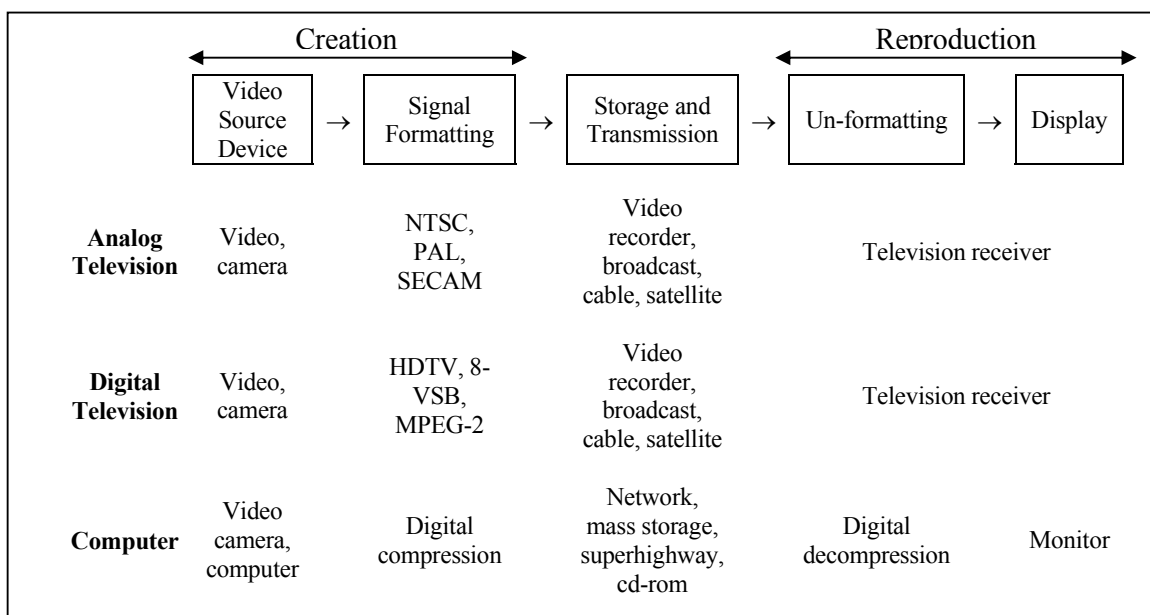 Creation
Reproduction
Video
Source
Device
→
Signal
Formatting
→
Storage and
Transmission
→
Un-formatting
→
Display
Analog
Television
Video,
camera
NTSC,
PAL,
SECAM
Video
recorder,
broadcast,
cable, satellite
Television receiver
Digital
Television
Video,
camera
HDTV, 8-
VSB,
MPEG-2
Video
recorder,
broadcast,
cable, satellite
Television receiver
Computer
Video
camera,
computer
Digital
compression
Network,
mass storage,
superhighway,
cd-rom
Digital
decompression
Monitor